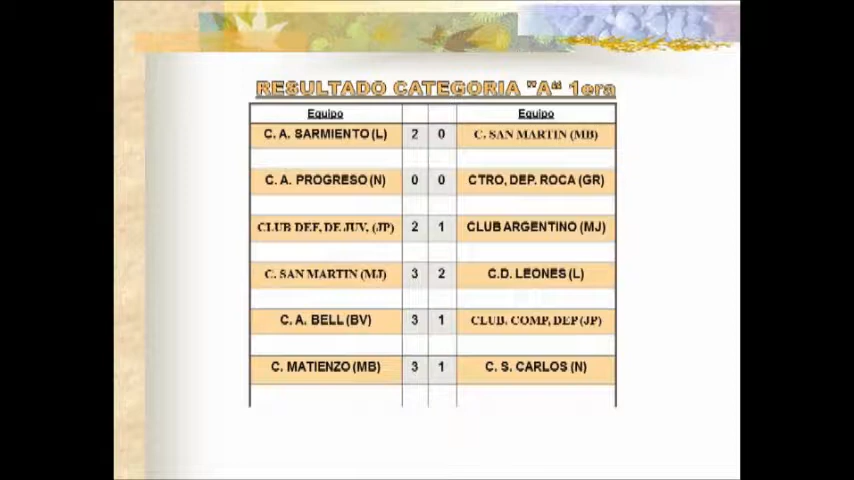 RESULTADO CATEGORIA "A“ 1era
Equipo Equipo
C. A. SARMIENTO (L) 2 0 C. SAN MARTIN (MB)
C. A. PROGRESO (N) 0 0 CTRO, DEP. ROCA (GR)
CLUB DEF, DE JUV, (JP) 2 1 CLUB ARGENTINO (MJ)
C. SAN MARTIN (MJ) 3 2 C.D. LEONES (L)
C. A. BELL (BV) 3 1 CLUB. COMP, DEP (JP)
C. MATIENZO (MB) 3 1 C. S. CARLOS (N)